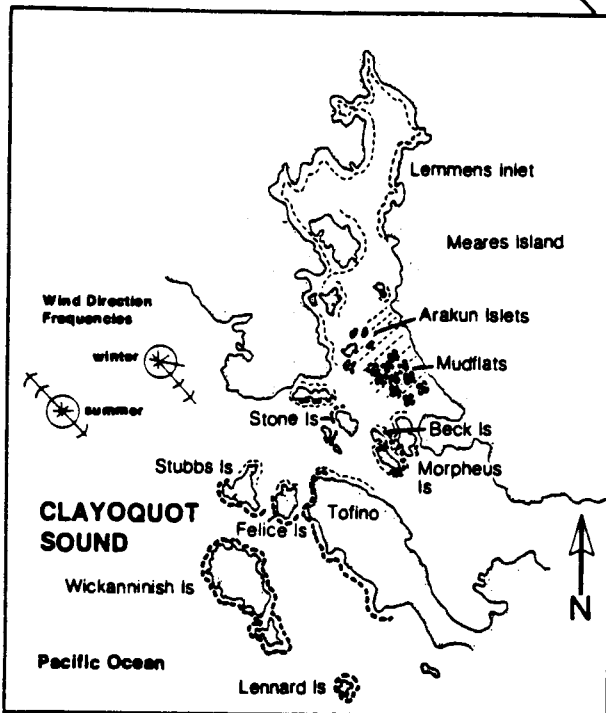 Lemmens inlet
Meares Island
Wind Direction
Frequencies
Arakun Islets
winter
Mudflats
summer
Stone Is
Beck Is
Stubbs Is
Morpheus
Is
CLAYOQUOT
SOUND
Felice Is
Tofino
Wickanninish Is
N
Pacific Ocean
Lennard Is